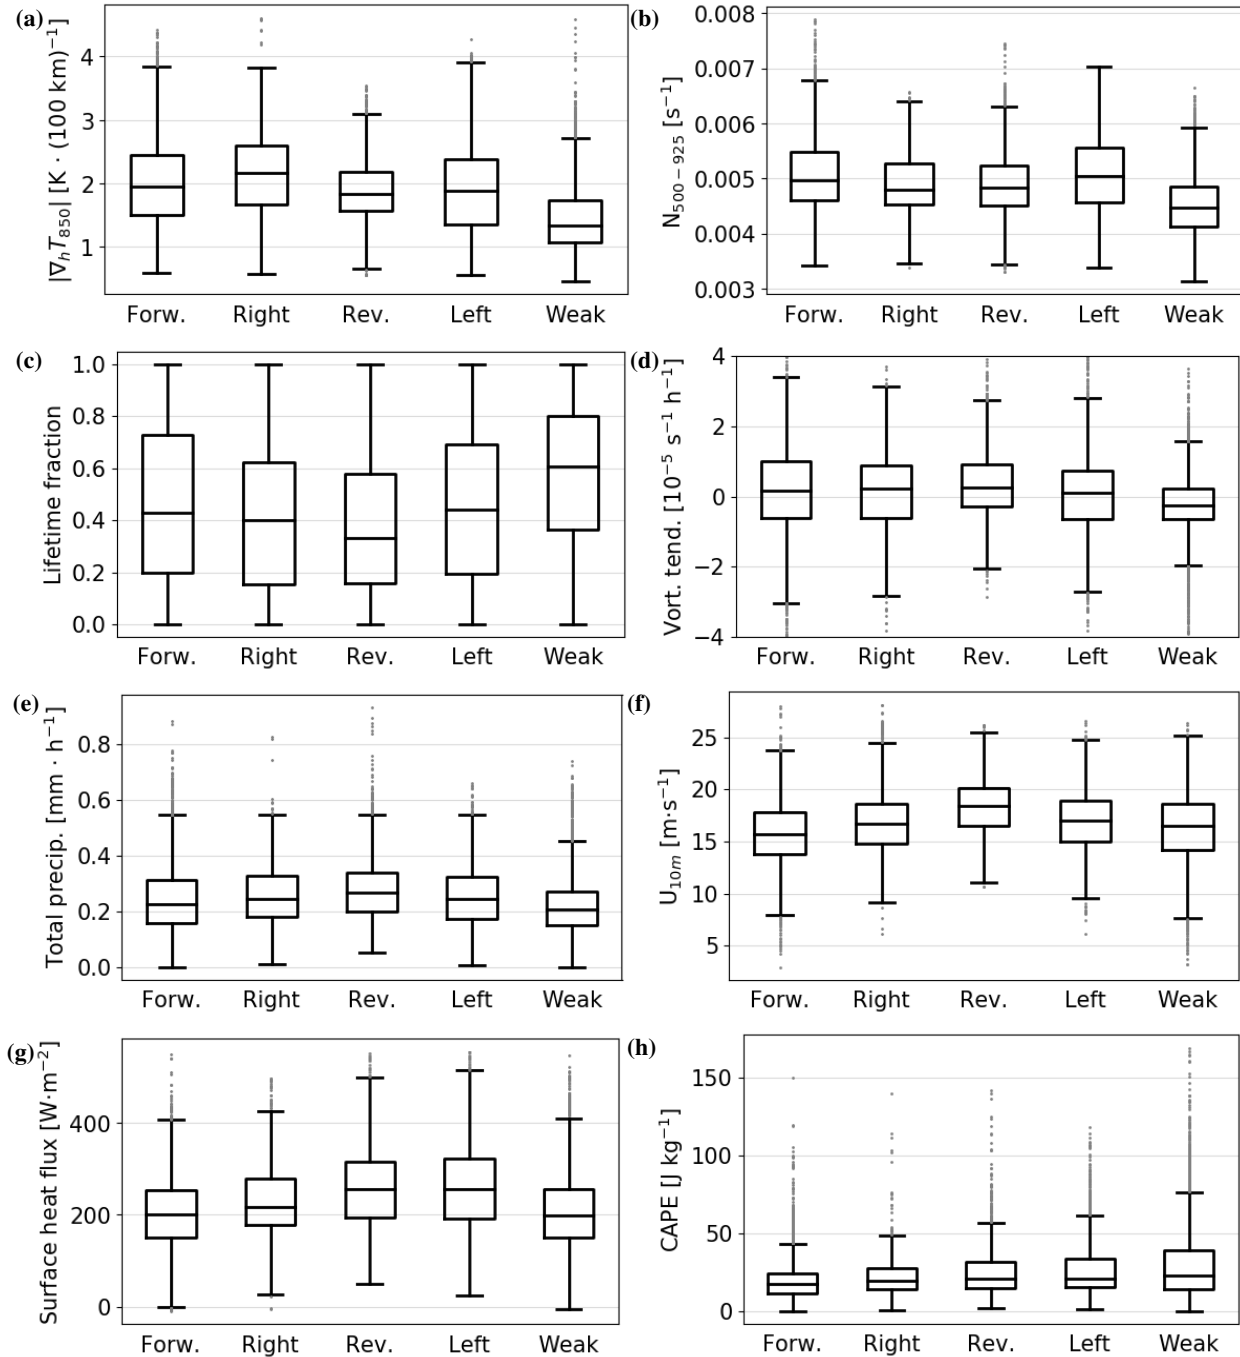 (a)
|∇hT850| [K · (100 km)−1]
4
3
2
1
Forw. Right Rev. Left Weak
(b)
N500−925 [s−1]
0.008
0.007
0.006
0.005
0.004
0.003
Forw. Right Rev. Left Weak
(c)
Lifetime fraction
1.0
0.8
0.6
0.4
0.2
0.0
Forw. Right Rev. Left Weak
(d)
Vort. tend. [10−5 s−1 h−1]
4
2
0
−2
−4
Forw. Right Rev. Left Weak
(e)
Total precip. [mm · h−1]
0.8
0.6
0.4
0.2
0.0
Forw. Right Rev. Left Weak
(f)
U10m [m·s−1]
25
20
15
10
5
Forw. Right Rev. Left Weak
(g)
Surface heat flux [W·m−2]
400
200
0
Forw. Right Rev. Left Weak
(h)
CAPE [J kg−1]
150
100
50
0
Forw. Right Rev. Left Weak